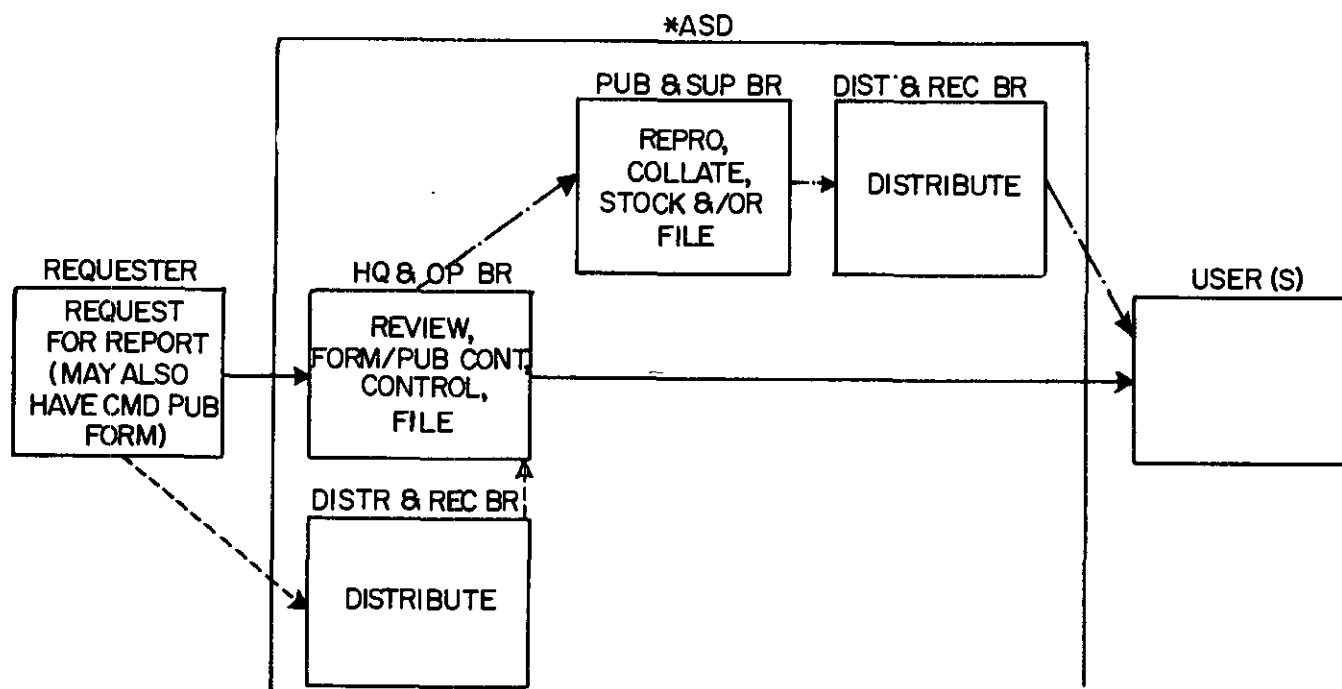 *ASD
PUB & SUP BR
DIST & REC BR
REPRO,
COLLATE,
STOCK &/OR
FILE
DISTRIBUTE
REQUESTER
REQUEST
FOR REPORT
(MAY ALSO
HAVE CMD PUB
FORM)
HQ & OP BR
REVIEW,
FORM/PUB CONT,
CONTROL,
FILE
USER (S)
DISTR & REC BR
DISTRIBUTE